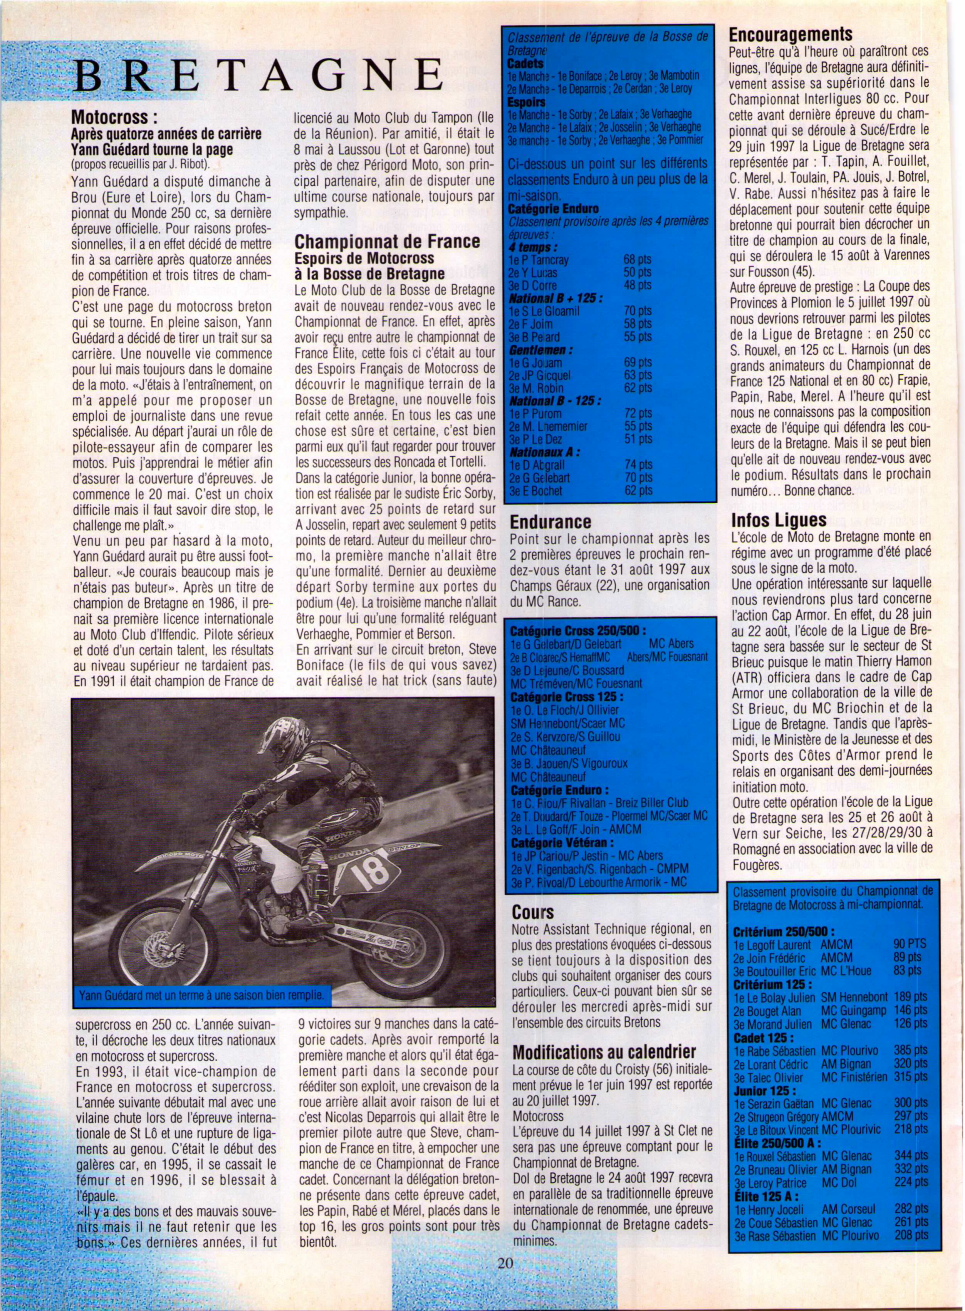 BRETAGNE
Motocross :
Après quatorze années de carrière
Yann Guédard tourne la page
(propos recueillis par J. Ribot).
Yann Guédard a disputé dimanche à
Brou (Eure et Loire), lors du Cham-
pionnat du Monde 250 cc, sa dernière
épreuve officielle. Pour raisons profes-
sionnelles, il a en effet décidé de mettre
fin à sa carrière après quatorze années
de compétition et trois titres de cham-
pion de France.
C'est une page du motocross breton
qui se tourne. En pleine saison, Yann
Guédard a décidé de tirer un trait sur sa
carrière. Une nouvelle vie commence
pour lui mais toujours dans le domaine
de la moto. «J'étais à l'entraînement, on
m'a appelé pour me proposer un
emploi de journaliste dans une revue
spécialisée. Au départ j'aurai un rôle de
pilote-essayeur afin de comparer les
motos. Puis j'apprendrai le métier afin
d'assurer la couverture d'épreuves. Je
commence le 20 mai. C'est un choix
difficile mais il faut savoir dire stop, le
challenge me plaît.»
Venu un peu par hasard à la moto,
Yann Guédard aurait pu être aussi foot-
balleur. «Je courais beaucoup mais je
n'étais pas buteur». Après un titre de
champion de Bretagne en 1986, il pre-
nait sa première licence internationale
au Moto Club d'Iffendic. Pilote sérieux
et doté d'un certain talent, les résultats
au niveau supérieur ne tardaient pas.
En 1991 il était champion de France de
Yann Guédard met un terme à une saison bien remplie.
supercross en 250 cc. L'année suivan-
te, il décroche les deux titres nationaux
en motocross et supercross.
En 1993, il était vice-champion de
France en motocross et supercross.
L'année suivante débutait mal avec une
vilaine chute lors de l'épreuve interna-
tionale de St Lô et une rupture de liga-
ments au genou. C'était le début des
galères car, en 1995, il se cassait le
fémur et en 1996, il se blessait à
l'épaule.
«Il y a des bons et des mauvais souve-
nirs mais il ne faut retenir que les
bons.» Ces dernières années, il fut
licencié au Moto Club du Tampon (Ile
de la Réunion). Par amitié, il était le
8 mai à Laussou (Lot et Garonne) tout
près de chez Périgord Moto, son prin-
cipal partenaire, afin de disputer une
ultime course nationale, toujours par
sympathie.
Championnat de France
Espoirs de Motocross
à la Bosse de Bretagne
Le Moto Club de la Bosse de Bretagne
avait de nouveau rendez-vous avec le
Championnat de France. En effet, après
avoir reçu entre autre le championnat de
France Élite, cette fois ci c'était au tour
des Espoirs Français de Motocross de
découvrir le magnifique terrain de la
Bosse de Bretagne, une nouvelle fois
refait cette année. En tous les cas une
chose est sûre et certaine, c'est bien
parmi eux qu'il faut regarder pour trouver
les successeurs des Roncada et Tortelli.
Dans la catégorie Junior, la bonne opéra-
tion est réalisée par le sudiste Éric Sorby,
arrivant avec 25 points de retard sur
A Josselin, repart avec seulement 9 petits
points de retard. Auteur du meilleur chro-
mo, la première manche n'allait être
qu'une formalité. Dernier au deuxième
départ Sorby termine aux portes du
podium (4e). La troisième manche n'allait
être pour lui qu'une formalité reléguant
Verhaeghe, Pommier et Berson.
En arrivant sur le circuit breton, Steve
Boniface (le fils de qui vous savez)
avait réalisé le hat trick (sans faute)
9 victoires sur 9 manches dans la caté-
gorie cadets. Après avoir remporté la
première manche et alors qu'il était éga-
lement parti dans la seconde pour
rééditer son exploit, une crevaison de la
roue arrière allait avoir raison de lui et
c'est Nicolas Deparrois qui allait être le
premier pilote autre que Steve, cham-
pion de France en titre, à empocher une
manche de ce Championnat de France
cadet. Concernant la délégation breton-
ne présente dans cette épreuve cadet,
les Papin, Rabé et Mérel, placés dans le
top 16, les gros points sont pour très
bientôt.
Classement de l'épreuve de la Bosse de
Bretagne
Cadets
1e Manche - 1e Boniface ; 2e Leroy ; 3e Mambotin
2e Manche - 1e Deparrois ; 2e Cerdan ; 3e Leroy
Espoirs
1e Manche - 1e Sorby ; 2e Lafaix ; 3e Verhaeghe
2e Manche - 1e Lafaix ; 2e Josselin ; 3e Verhaeghe
3e manche - 1e Sorby ; 2e Verhaeghe ; 3e Pommier
Ci-dessous un point sur les différents
classements Enduro à un peu plus de la
mi-saison.
Catégorie Enduro
Classement provisoire après les 4 premières
épreuves :
4 temps :
1e P Tamcray 68 pts
2e Y Lucas 50 pts
3e D Corre 48 pts
National B + 125 :
1e S Le Gloamil 70 pts
2e F Joim 58 pts
3e B Pelard 55 pts
Gentlemen :
1e G Jouam 69 pts
2e JP Gicquel 63 pts
3e M. Robin 62 pts
National B - 125 :
1e P Purom 72 pts
2e M. Lhememier 55 pts
3e P Le Dez 51 pts
Nationaux A :
1e D Abgrall 74 pts
2e G Gelebart 70 pts
3e E Bochet 62 pts
Endurance
Point sur le championnat après les
2 premières épreuves le prochain ren-
dez-vous étant le 31 août 1997 aux
Champs Géraux (22), une organisation
du MC Rance.
Catégorie Cross 250/500 :
1e G Gulebart/D Gelebart MC Abers
2e B Cloarec/S HemaffMC Abers/MC Fouesnant
3e D Lejeune/C Boussard
MC Tréméven/MC Fouesnant
Catégorie Cross 125 :
1e O. Le Floch/J Ollivier
SM Hennebont/Scaer MC
2e S. Kervzore/S Guillou
MC Châteauneuf
3e B. Jaouen/S Vigouroux
MC Châteauneuf
Catégorie Enduro :
1e C. Riou/F Rivallan - Breiz Biller Club
2e T. Doudard/F Touze - Ploermel MC/Scaer MC
3e L. Le Goff/F Join - AMCM
Catégorie Vétéran :
1e JP Cariou/P Jestin - MC Abers
2e V. Rigenbach/S. Rigenbach - CMPM
3e P. Rivoal/D Lebourthe Armorik - MC
Cours
Notre Assistant Technique régional, en
plus des prestations évoquées ci-dessous
se tient toujours à la disposition des
clubs qui souhaitent organiser des cours
particuliers. Ceux-ci pouvant bien sûr se
dérouler les mercredi après-midi sur
l'ensemble des circuits Bretons
Modifications au calendrier
La course de côte du Croisty (56) initiale-
ment prévue le 1er juin 1997 est reportée
au 20 juillet 1997.
Motocross
L'épreuve du 14 juillet 1997 à St Clet ne
sera pas une épreuve comptant pour le
Championnat de Bretagne.
Dol de Bretagne le 24 août 1997 recevra
en parallèle de sa traditionnelle épreuve
internationale de renommée, une épreuve
du Championnat de Bretagne cadets-
minimes.
Encouragements
Peut-être qu'à l'heure où paraîtront ces
lignes, l'équipe de Bretagne aura définiti-
vement assise sa supériorité dans le
Championnat Interligues 80 cc. Pour
cette avant dernière épreuve du cham-
pionnat qui se déroule à Sucé/Erdre le
29 juin 1997 la Ligue de Bretagne sera
représentée par : T. Tapin, A. Fouillet,
C. Merel, J. Toulain, PA. Jouis, J. Botrel,
V. Rabe. Aussi n'hésitez pas à faire le
déplacement pour soutenir cette équipe
bretonne qui pourrait bien décrocher un
titre de champion au cours de la finale,
qui se déroulera le 15 août à Varennes
sur Fousson (45).
Autre épreuve de prestige : La Coupe des
Provinces à Plomion le 5 juillet 1997 où
nous devrions retrouver parmi les pilotes
de la Ligue de Bretagne : en 250 cc
S. Rouxel, en 125 cc L. Harnois (un des
grands animateurs du Championnat de
France 125 National et en 80 cc) Frapie,
Papin, Rabe, Merel. A l'heure qu'il est
nous ne connaissons pas la composition
exacte de l'équipe qui défendra les cou-
leurs de la Bretagne. Mais il se peut bien
qu'elle ait de nouveau rendez-vous avec
le podium. Résultats dans le prochain
numéro... Bonne chance.
Infos Ligues
L'école de Moto de Bretagne monte en
régime avec un programme d'été placé
sous le signe de la moto.
Une opération intéressante sur laquelle
nous reviendrons plus tard concerne
l'action Cap Armor. En effet, du 28 juin
au 22 août, l'école de la Ligue de Bre-
tagne sera bassée sur le secteur de St
Brieuc puisque le matin Thierry Hamon
(ATR) officiera dans le cadre de Cap
Armor une collaboration de la ville de
St Brieuc, du MC Briochin et de la
Ligue de Bretagne. Tandis que l'après-
midi, le Ministère de la Jeunesse et des
Sports des Côtes d'Armor prend le
relais en organisant des demi-journées
initiation moto.
Outre cette opération l'école de la Ligue
de Bretagne sera les 25 et 26 août à
Vern sur Seiche, les 27/28/29/30 à
Romagné en association avec la ville de
Fougères.
Classement provisoire du Championnat de
Bretagne de Motocross à mi-championnat.
Critérium 250/500 :
1e Legoff Laurent AMCM 90 PTS
2e Join Frédéric AMCM 89 pts
3e Boutouiller Eric MC L'Houe 83 pts
Critérium 125 :
1e Le Bolay Julien SM Hennebont 189 pts
2e Bouget Alan MC Guingamp 146 pts
3e Morand Julien MC Glenac 126 pts
Cadet 125 :
1e Rabe Sébastien MC Plourivo 385 pts
2e Lorant Cédric AM Bignan 320 pts
3e Talec Olivier MC Finistérien 315 pts
Junior 125 :
1e Serazin Gaëtan MC Glenac 300 pts
2e Strugeon Grégory AMCM 297 pts
3e Le Bitoux Vincent MC Plourivic 218 pts
Élite 250/500 A :
1e Rouxel Sébastien MC Glenac 344 pts
2e Bruneau Olivier AM Bignan 332 pts
3e Leroy Patrice MC Dol 224 pts
Élite 125 A :
1e Henry Joceli AM Corseul 282 pts
2e Coue Sébastien MC Glenac 261 pts
3e Rase Sébastien MC Plourivo 208 pts
20